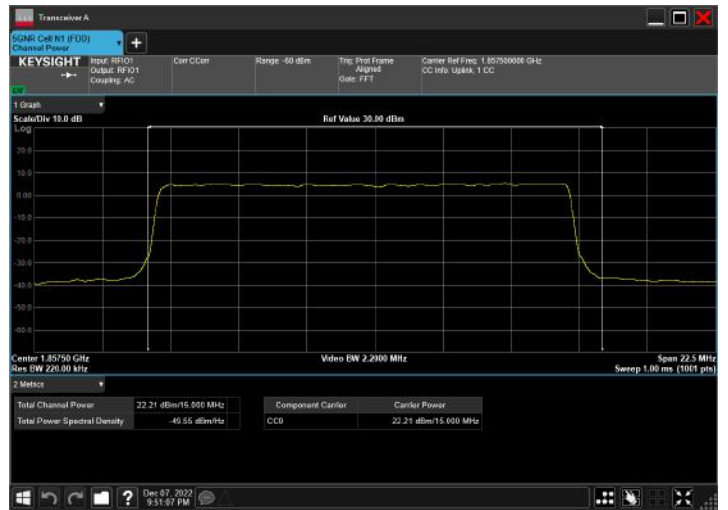 Transceiver A
5GNR Cell N1 (FDD)
Channel Power
KEYSIGHT
Input: RFIO1
Output: RFIO1
Coupling: AC
Corr CCorr
Range -60 dBm
Trig: Prot Frame
Aligned
Gate: FFT
Carrier Ref Freq: 1.857500000 GHz
CC Info: Uplink, 1 CC
1 Graph
Scale/Div 10.0 dB
Ref Value 30.00 dBm
Log
20.0
10.0
0.00
-10.0
-20.0
-30.0
-40.0
-50.0
-60.0
Center 1.85750 GHz
Video BW 2.2000 MHz
Span 22.5 MHz
Res BW 220.00 kHz
Sweep 1.00 ms (1001 pts)
2 Metrics
Total Channel Power 22.21 dBm/15.000 MHz
Total Power Spectral Density -49.55 dBm/Hz
Component Carrier Carrier Power
CC0 22.21 dBm/15.000 MHz
Dec 07, 2022
9:51:07 PM